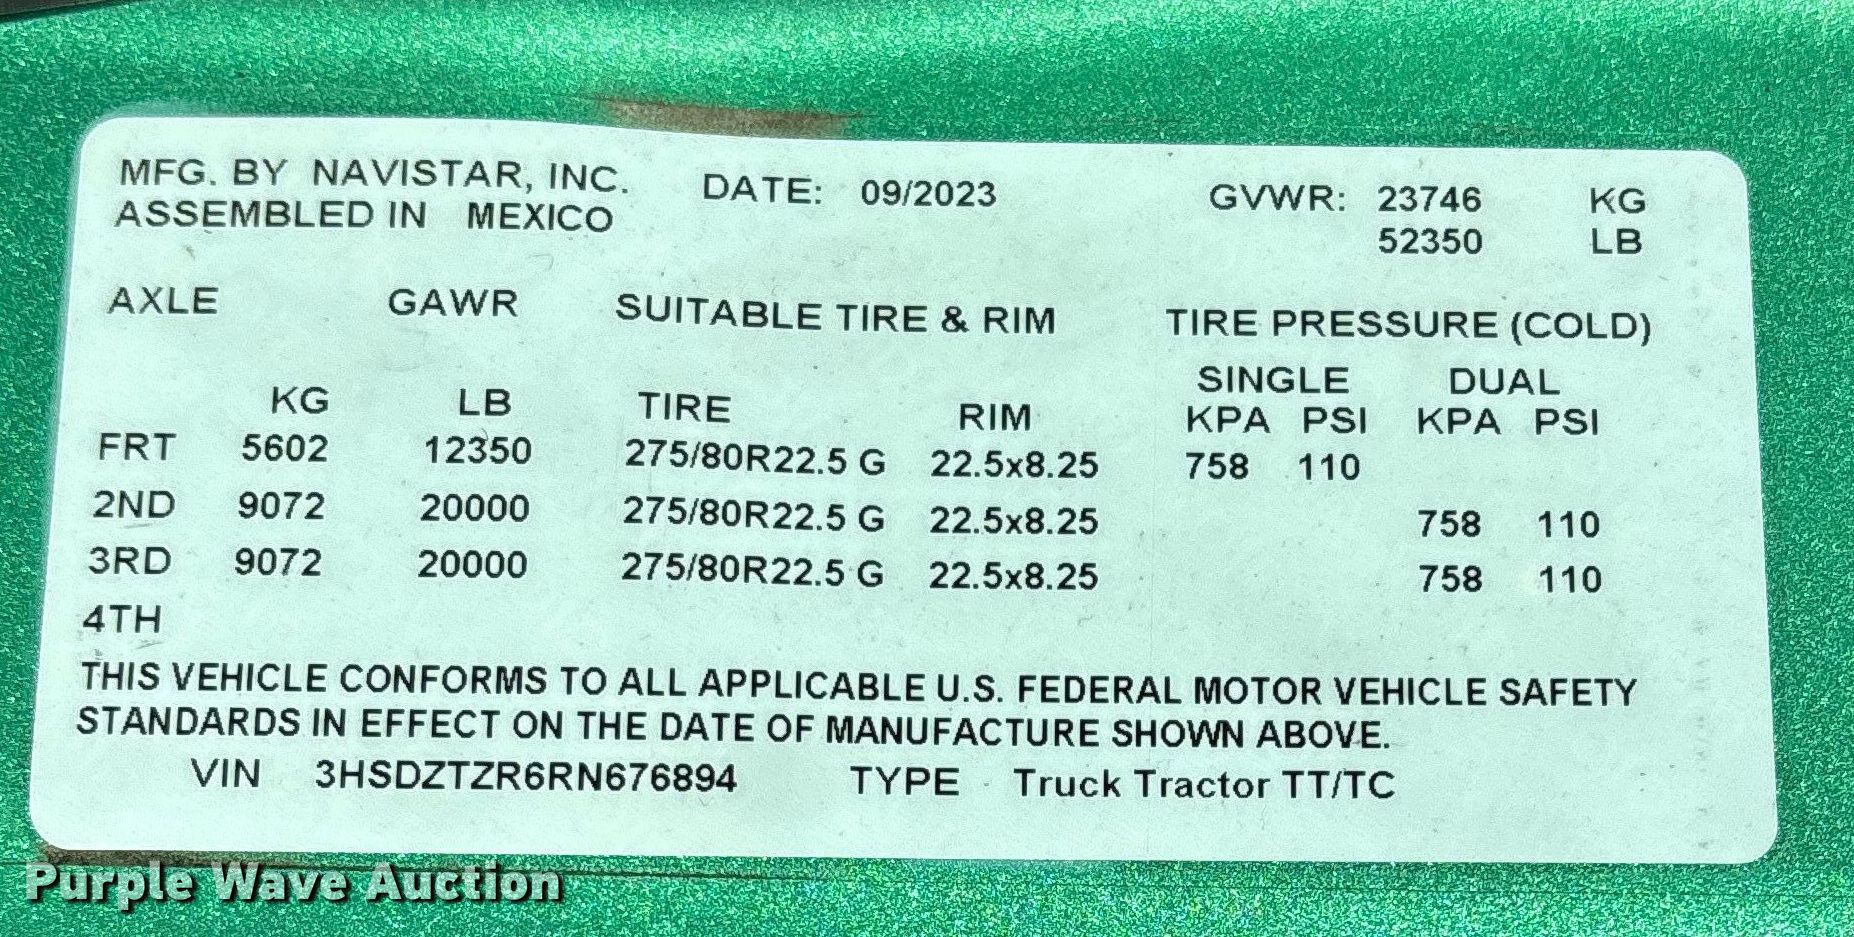 MFG. BY NAVISTAR, INC. DATE: 09/2023 GVWR: 23746 KG
ASSEMBLED IN MEXICO 52350 LB
AXLE GAWR SUITABLE TIRE & RIM TIRE PRESSURE (COLD)
SINGLE DUAL
KG LB TIRE RIM KPA PSI KPA PSI
FRT 5602 12350 275/80R22.5 G 22.5x8.25 758 110
2ND 9072 20000 275/80R22.5 G 22.5x8.25 758 110
3RD 9072 20000 275/80R22.5 G 22.5x8.25 758 110
4TH
THIS VEHICLE CONFORMS TO ALL APPLICABLE U.S. FEDERAL MOTOR VEHICLE SAFETY
STANDARDS IN EFFECT ON THE DATE OF MANUFACTURE SHOWN ABOVE.
VIN 3HSDZTZR6RN676894 TYPE Truck Tractor TT/TC
Purple Wave Auction